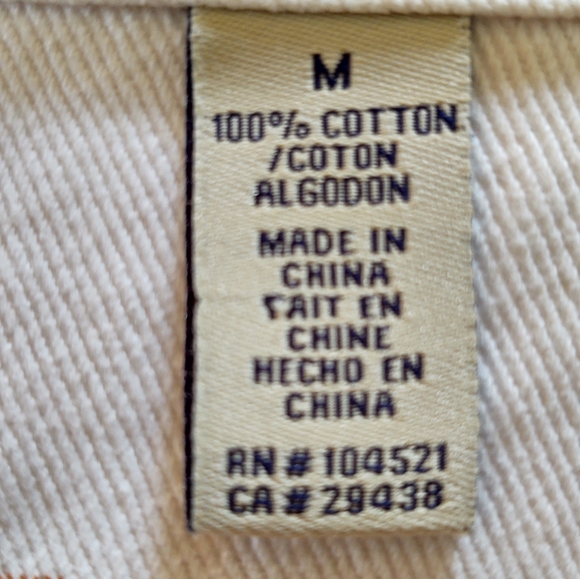 M
100% COTTON
/COTON
ALGODON
MADE IN
CHINA
FAIT EN
CHINE
HECHO EN
CHINA
RN # 104521
CA # 29438